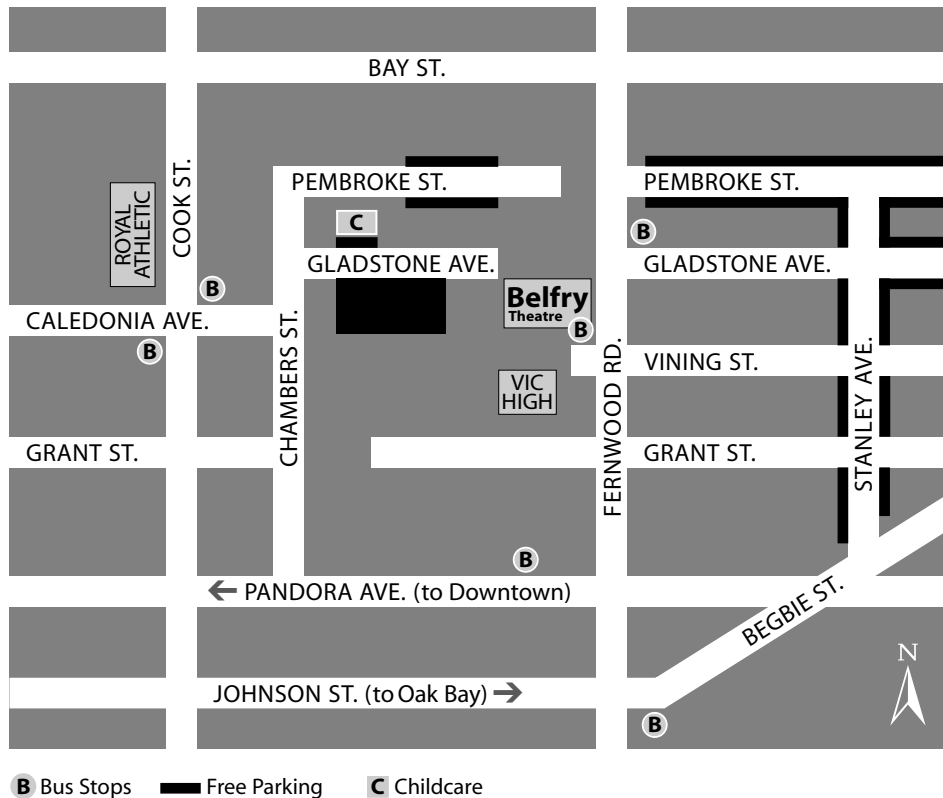 BAY ST.
COOK ST.
ROYAL
ATHLETIC
PEMBROKE ST.
PEMBROKE ST.
C
B
GLADSTONE AVE.
GLADSTONE AVE.
B
Belfry
Theatre
CALEDONIA AVE.
B
B
CHAMBERS ST.
VINING ST.
VIC
HIGH
FERNWOOD RD.
STANLEY AVE.
GRANT ST.
GRANT ST.
B
← PANDORA AVE. (to Downtown)
BEGBIE ST.
N
JOHNSON ST. (to Oak Bay) →
B
B Bus Stops
Free Parking
C Childcare